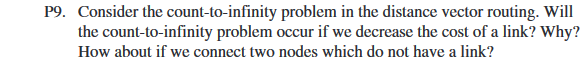 P9. Consider the count-to-infinity problem in the distance vector routing. Will
the count-to-infinity problem occur if we decrease the cost of a link? Why?
How about if we connect two nodes which do not have a link?